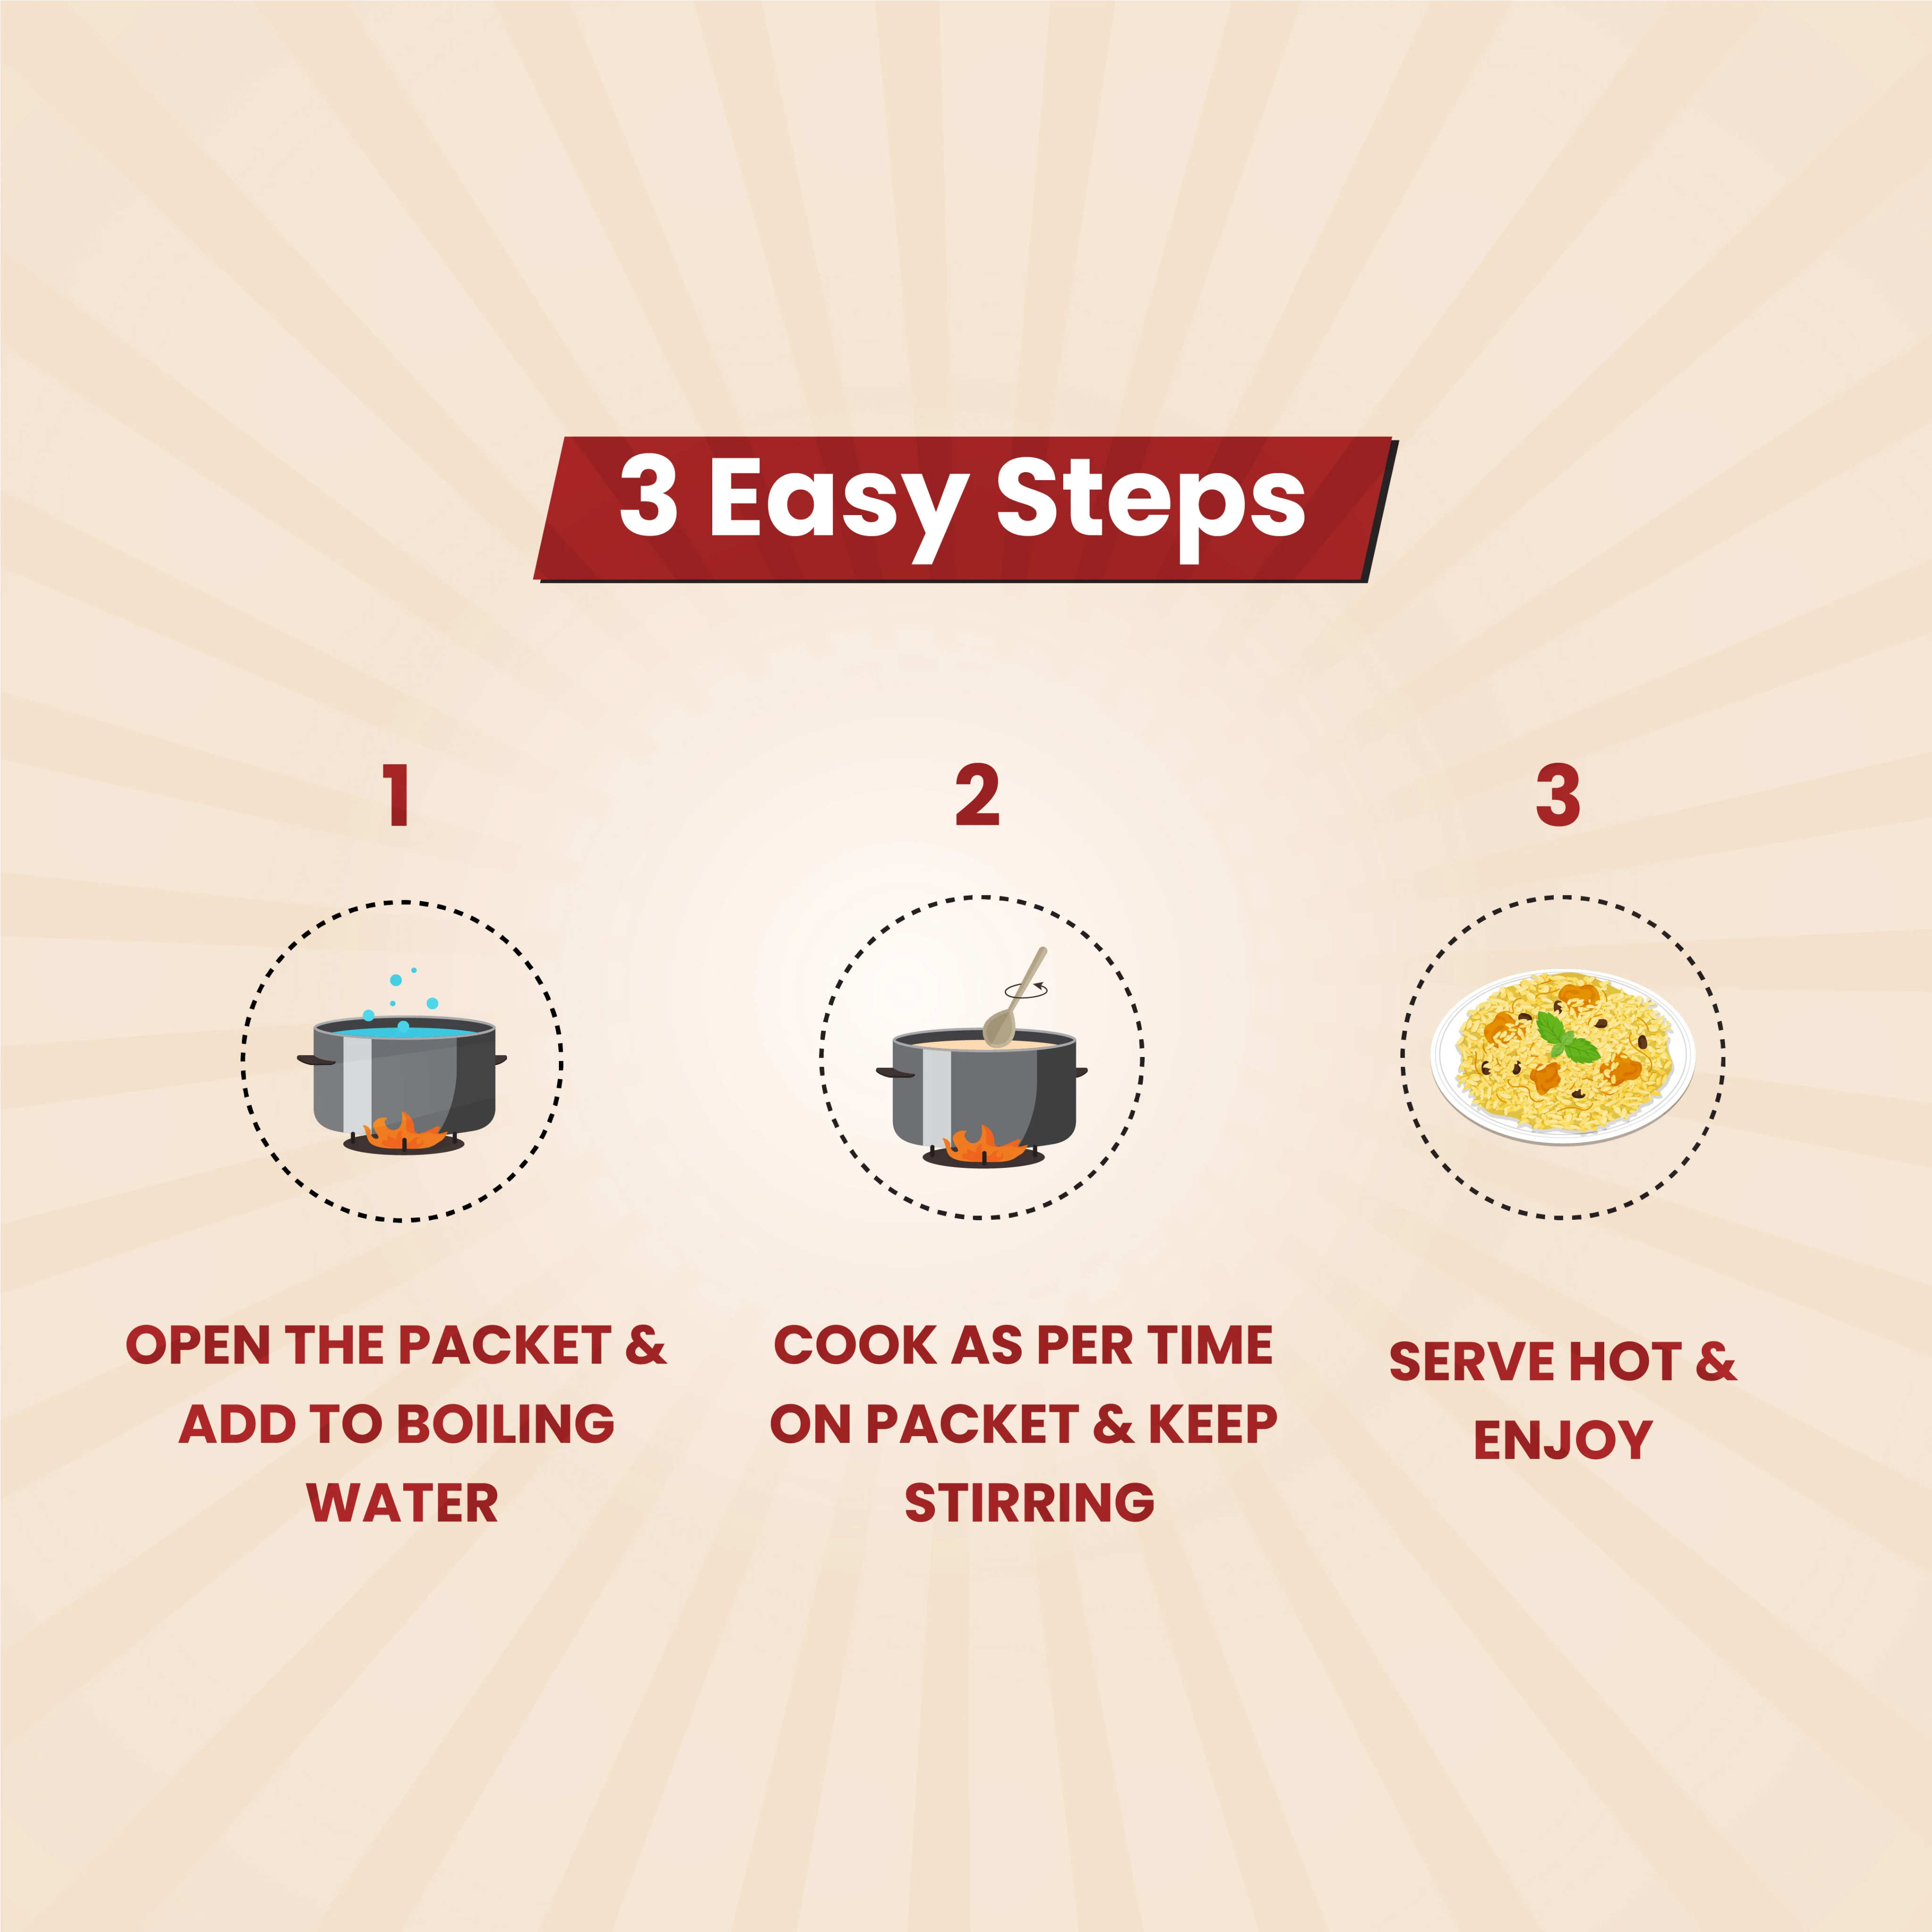 3 Easy Steps
1
OPEN THE PACKET &
ADD TO BOILING
WATER
2
COOK AS PER TIME
ON PACKET & KEEP
STIRRING
3
SERVE HOT &
ENJOY